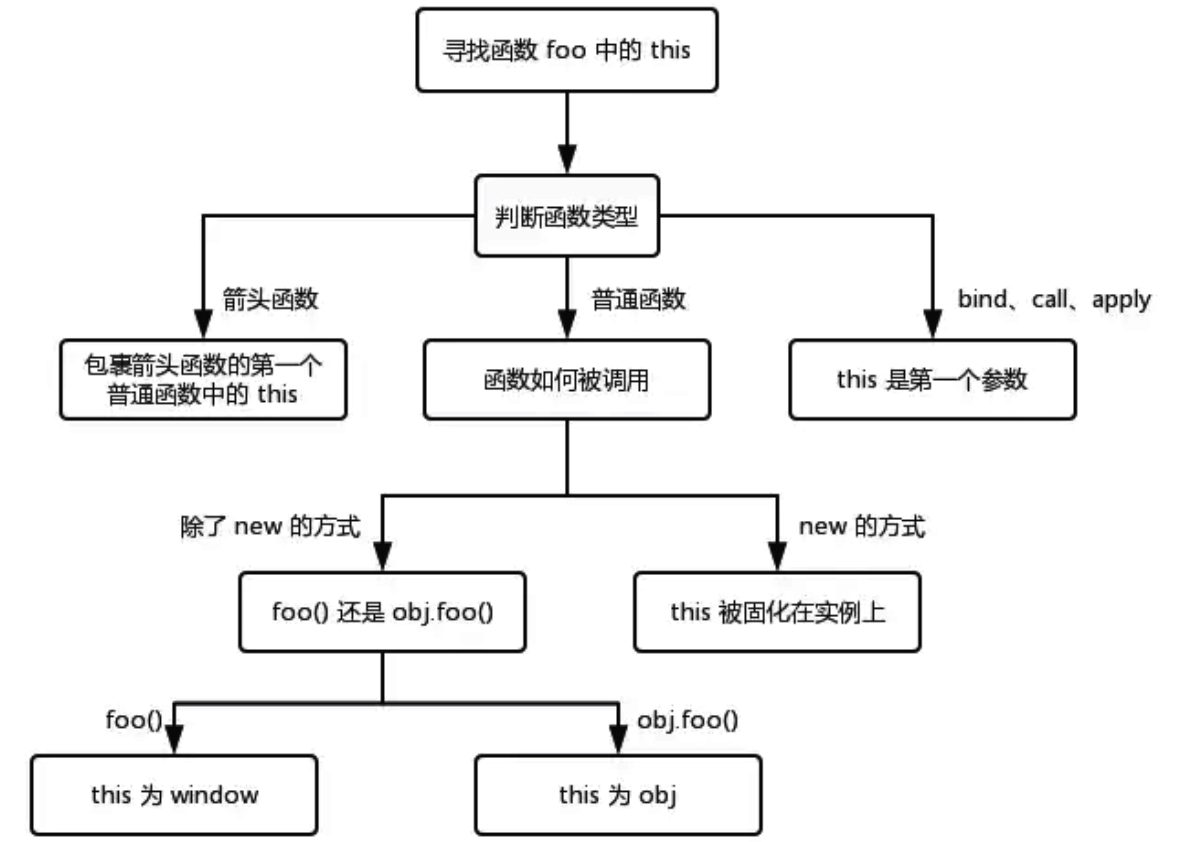 寻找函数 foo 中的 this
判断函数类型
箭头函数
普通函数
bind、call、apply
包裹箭头函数的第一个
普通函数中的 this
函数如何被调用
this 是第一个参数
除了 new 的方式
new 的方式
foo() 还是 obj.foo()
this 被固化在实例上
foo()
obj.foo()
this 为 window
this 为 obj